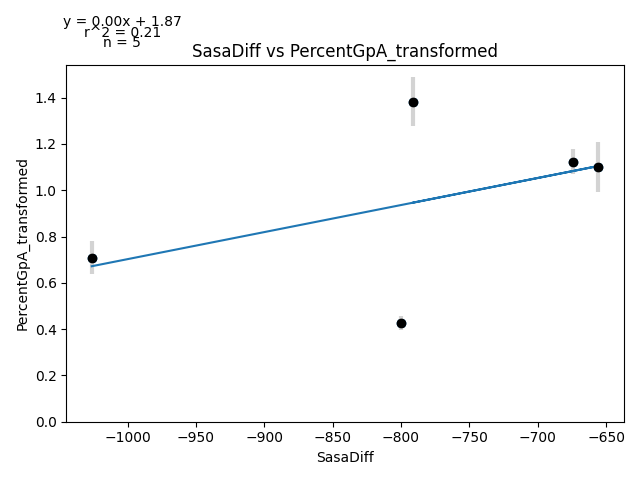 y = 0.00x + 1.87
r^2 = 0.21
n = 5
SasaDiff vs PercentGpA_transformed
PercentGpA_transformed
1.4
1.2
1.0
0.8
0.6
0.4
0.2
0.0
−1000 −950 −900 −850 −800 −750 −700 −650
SasaDiff